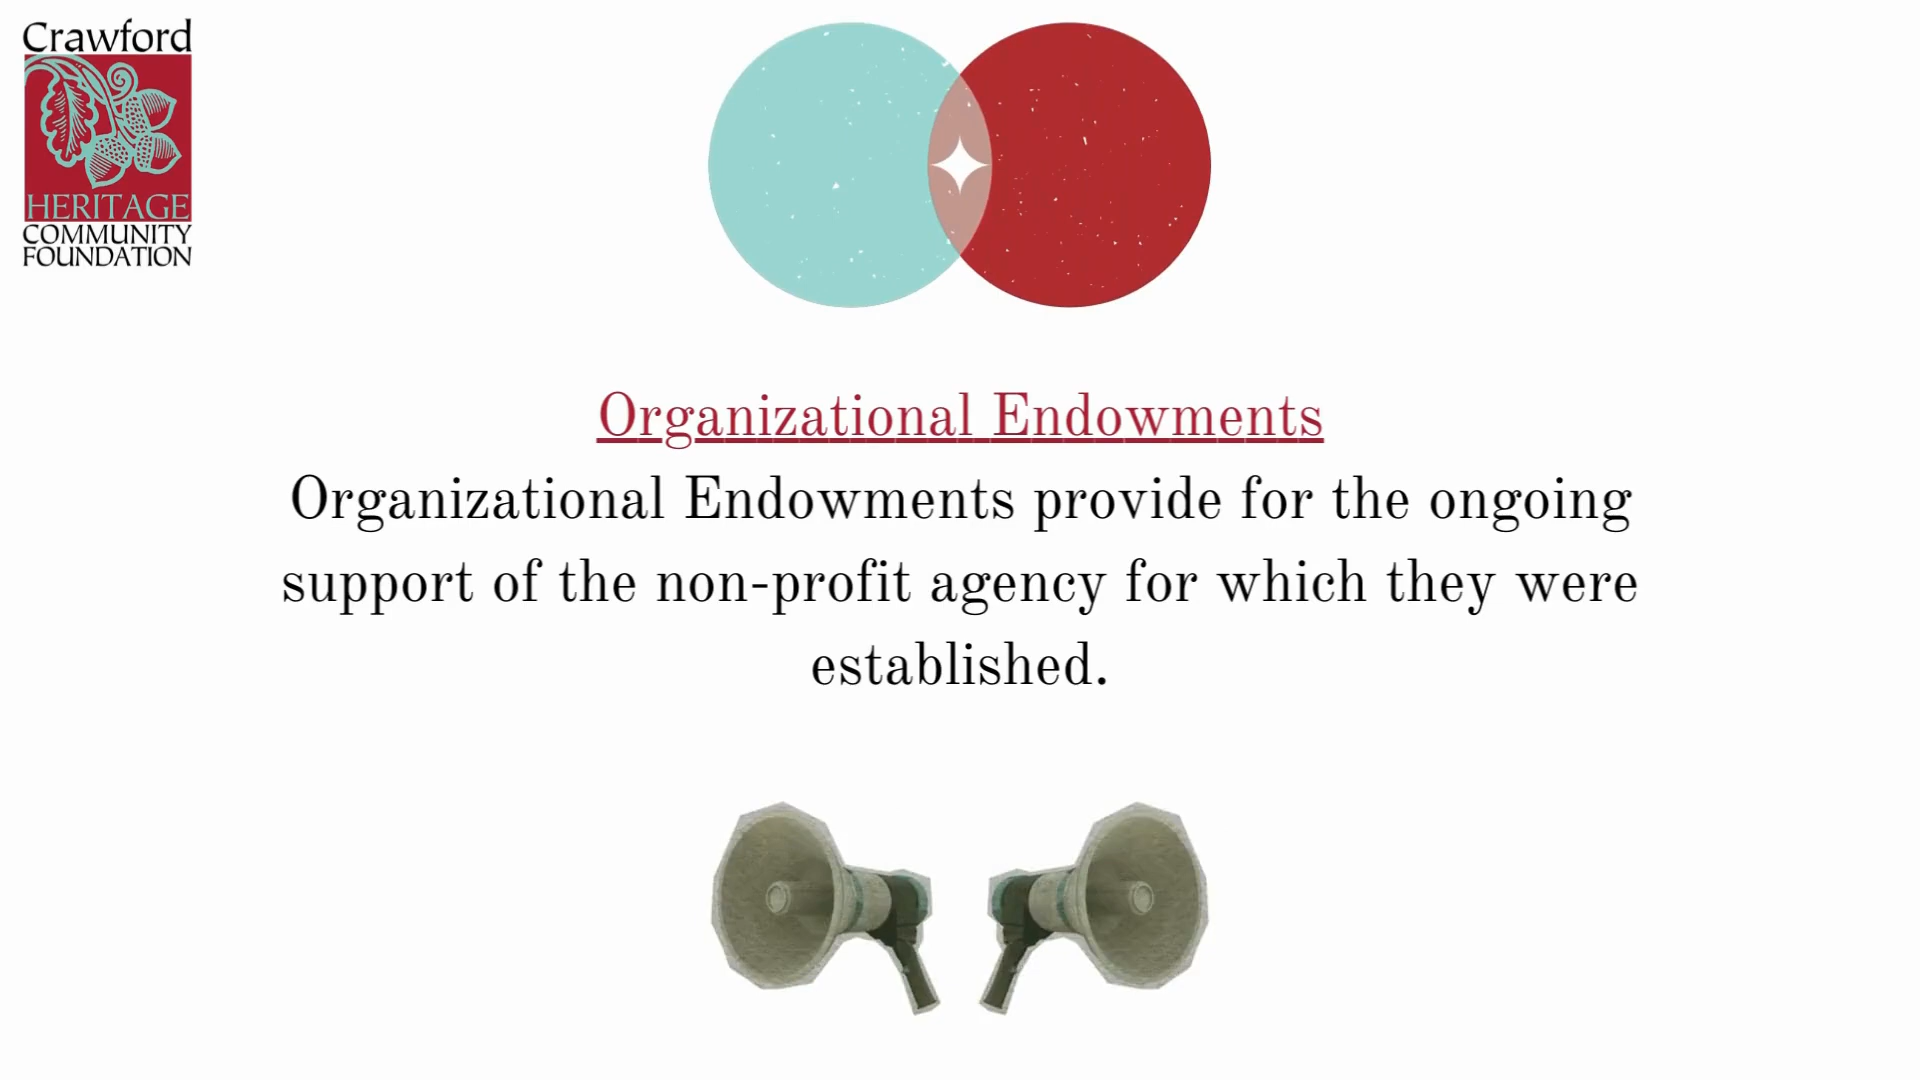 Crawford
HERITAGE
COMMUNITY
FOUNDATION
Organizational Endowments
Organizational Endowments provide for the ongoing
support of the non-profit agency for which they were
established.